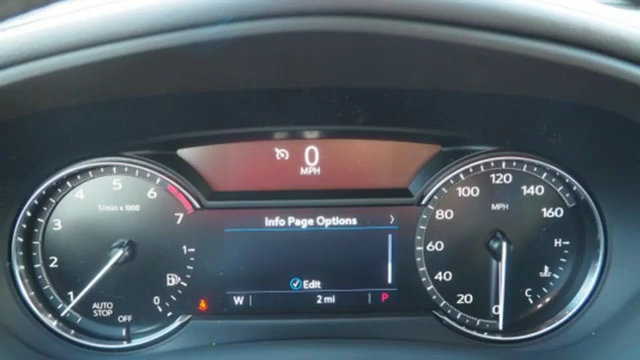 0
MPH
Info Page Options >
Edit
W 2 mi P
1 2 3 4 5 6 7
1/min x 1000
AUTO
STOP
OFF
1
0
0 20 40 60 80 100 120 140 160
MPH
H
C